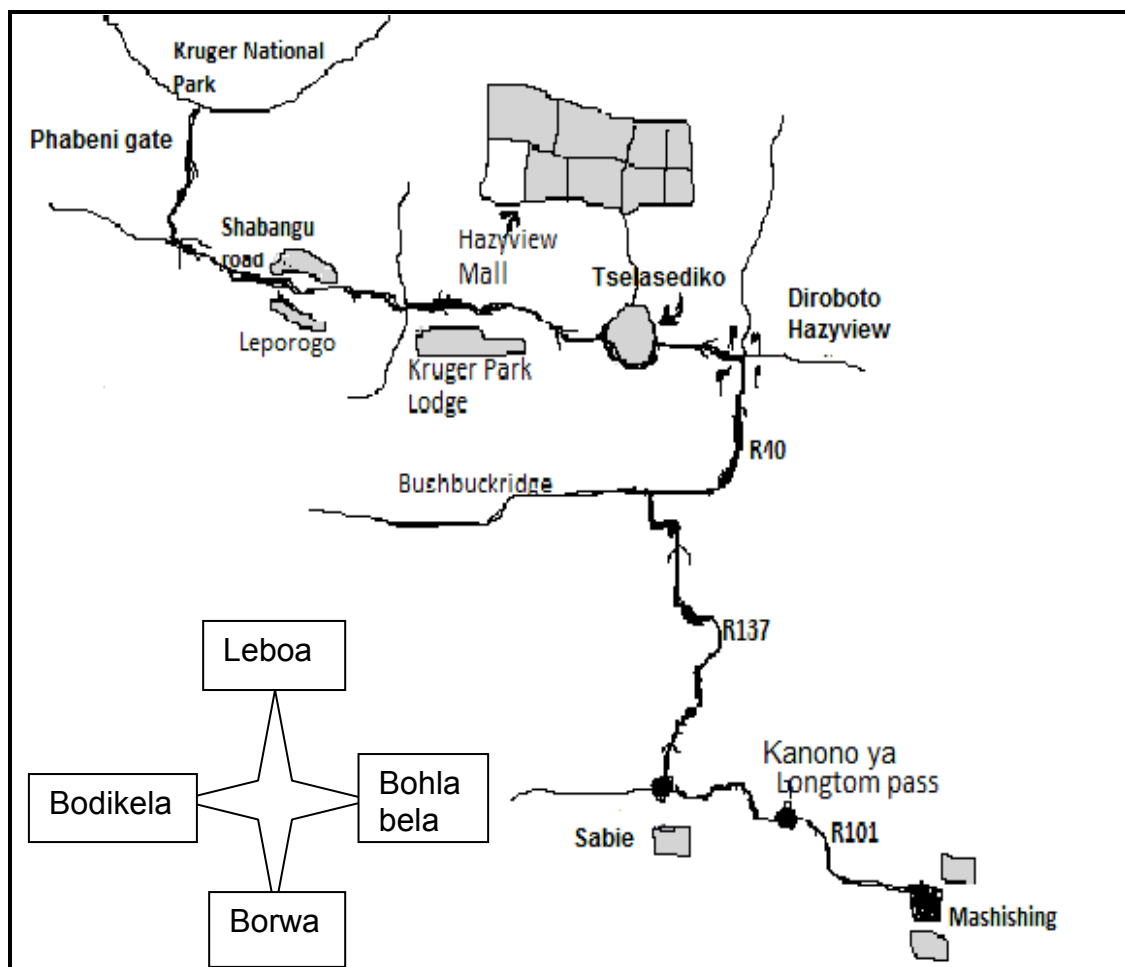 Kruger National
Park
Phabeni gate
Shabangu
road
Hazyview
Mall
Tselasediko
Diroboto
Hazyview
Leporogo
Kruger Park
Lodge
R40
Bushbuckridge
R137
Leboa
Kanono ya
Longtom pass
Bodikela
Bohla
bela
Sabie
R101
Borwa
Mashishing